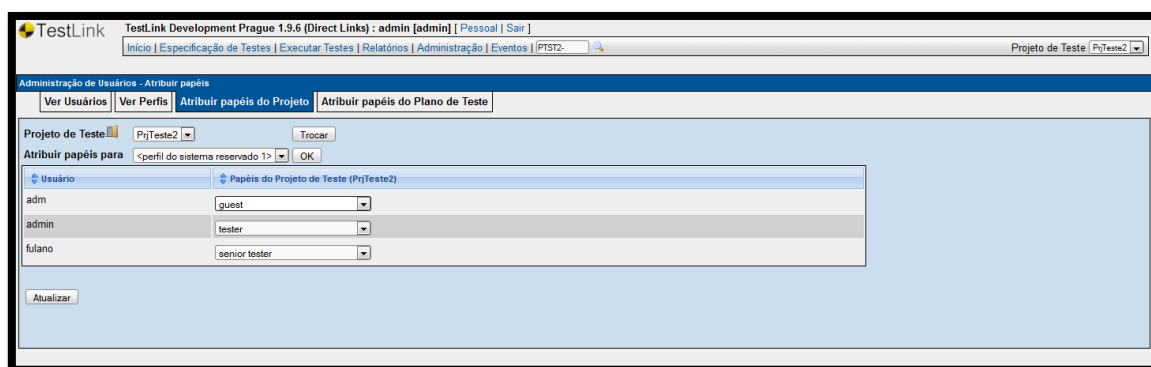 TestLink
TestLink Development Prague 1.9.6 (Direct Links) : admin [admin] [ Pessoal | Sair ]
Início | Especificação de Testes | Executar Testes | Relatórios | Administração | Eventos | PTST2-
Projeto de Teste PrjTeste2
Administração de Usuários - Atribuir papéis
Ver Usuários Ver Perfis Atribuir papéis do Projeto Atribuir papéis do Plano de Teste
Projeto de Teste PrjTeste2 Trocar
Atribuir papéis para <perfil do sistema reservado 1> OK
Usuário Papéis do Projeto de Teste (PrjTeste2)
adm guest
admin tester
fulano senior tester
Atualizar